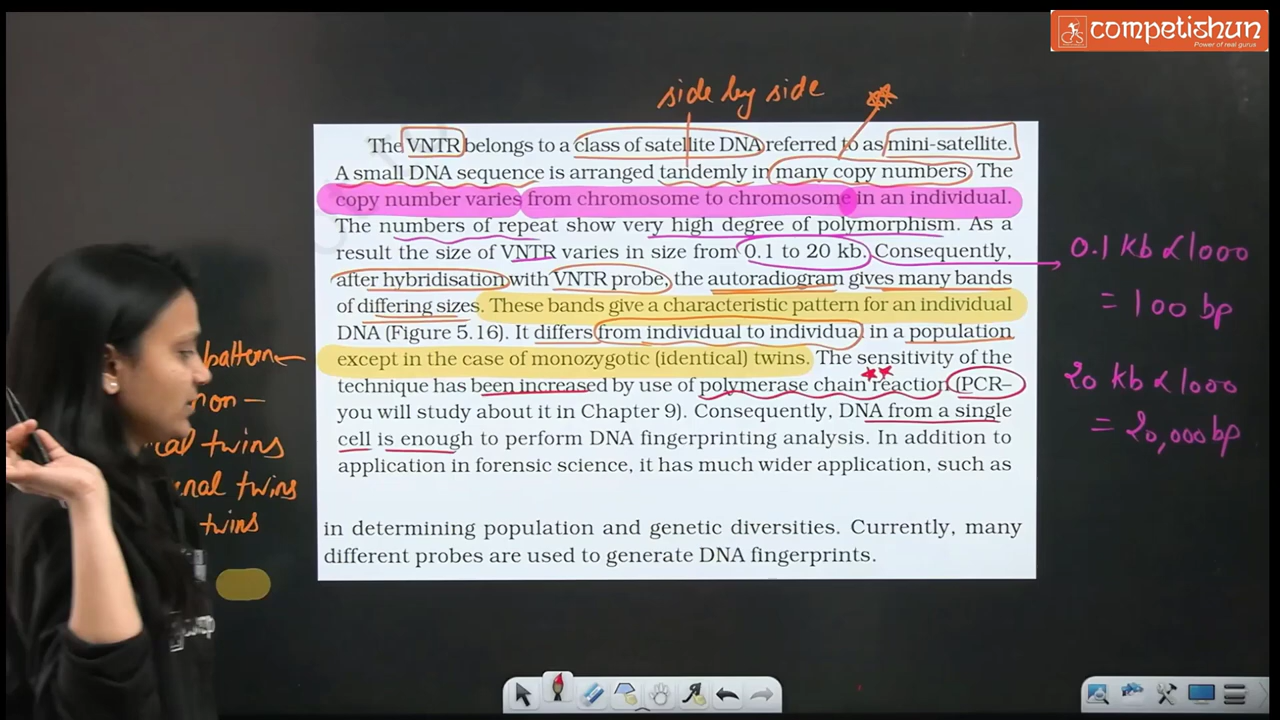 competishun
Power of real gurus
side by side
The VNTR belongs to a class of satellite DNA referred to as mini-satellite.
A small DNA sequence is arranged tandemly in many copy numbers. The
copy number varies from chromosome to chromosome in an individual.
The numbers of repeat show very high degree of polymorphism. As a
result the size of VNTR varies in size from 0.1 to 20 kb. Consequently,
after hybridisation with VNTR probe, the autoradiogram gives many bands
of differing sizes. These bands give a characteristic pattern for an individual
DNA (Figure 5.16). It differs from individual to individual in a population
except in the case of monozygotic (identical) twins. The sensitivity of the
technique has been increased by use of polymerase chain reaction (PCR–
you will study about it in Chapter 9). Consequently, DNA from a single
cell is enough to perform DNA fingerprinting analysis. In addition to
application in forensic science, it has much wider application, such as
in determining population and genetic diversities. Currently, many
different probes are used to generate DNA fingerprints.
0.1 kb × 1000
= 100 bp
20 kb × 1000
= 20,000 bp
twins
twins
twins